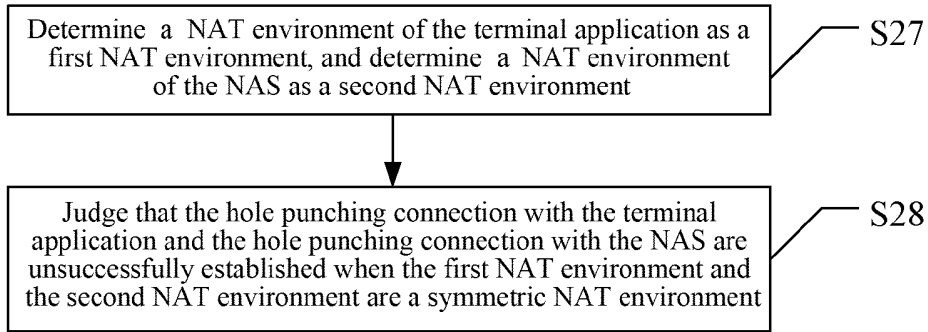 Determine a NAT environment of the terminal application as a
first NAT environment, and determine a NAT environment
of the NAS as a second NAT environment
S27
Judge that the hole punching connection with the terminal
application and the hole punching connection with the NAS are
unsuccessfully established when the first NAT environment and
the second NAT environment are a symmetric NAT environment
S28